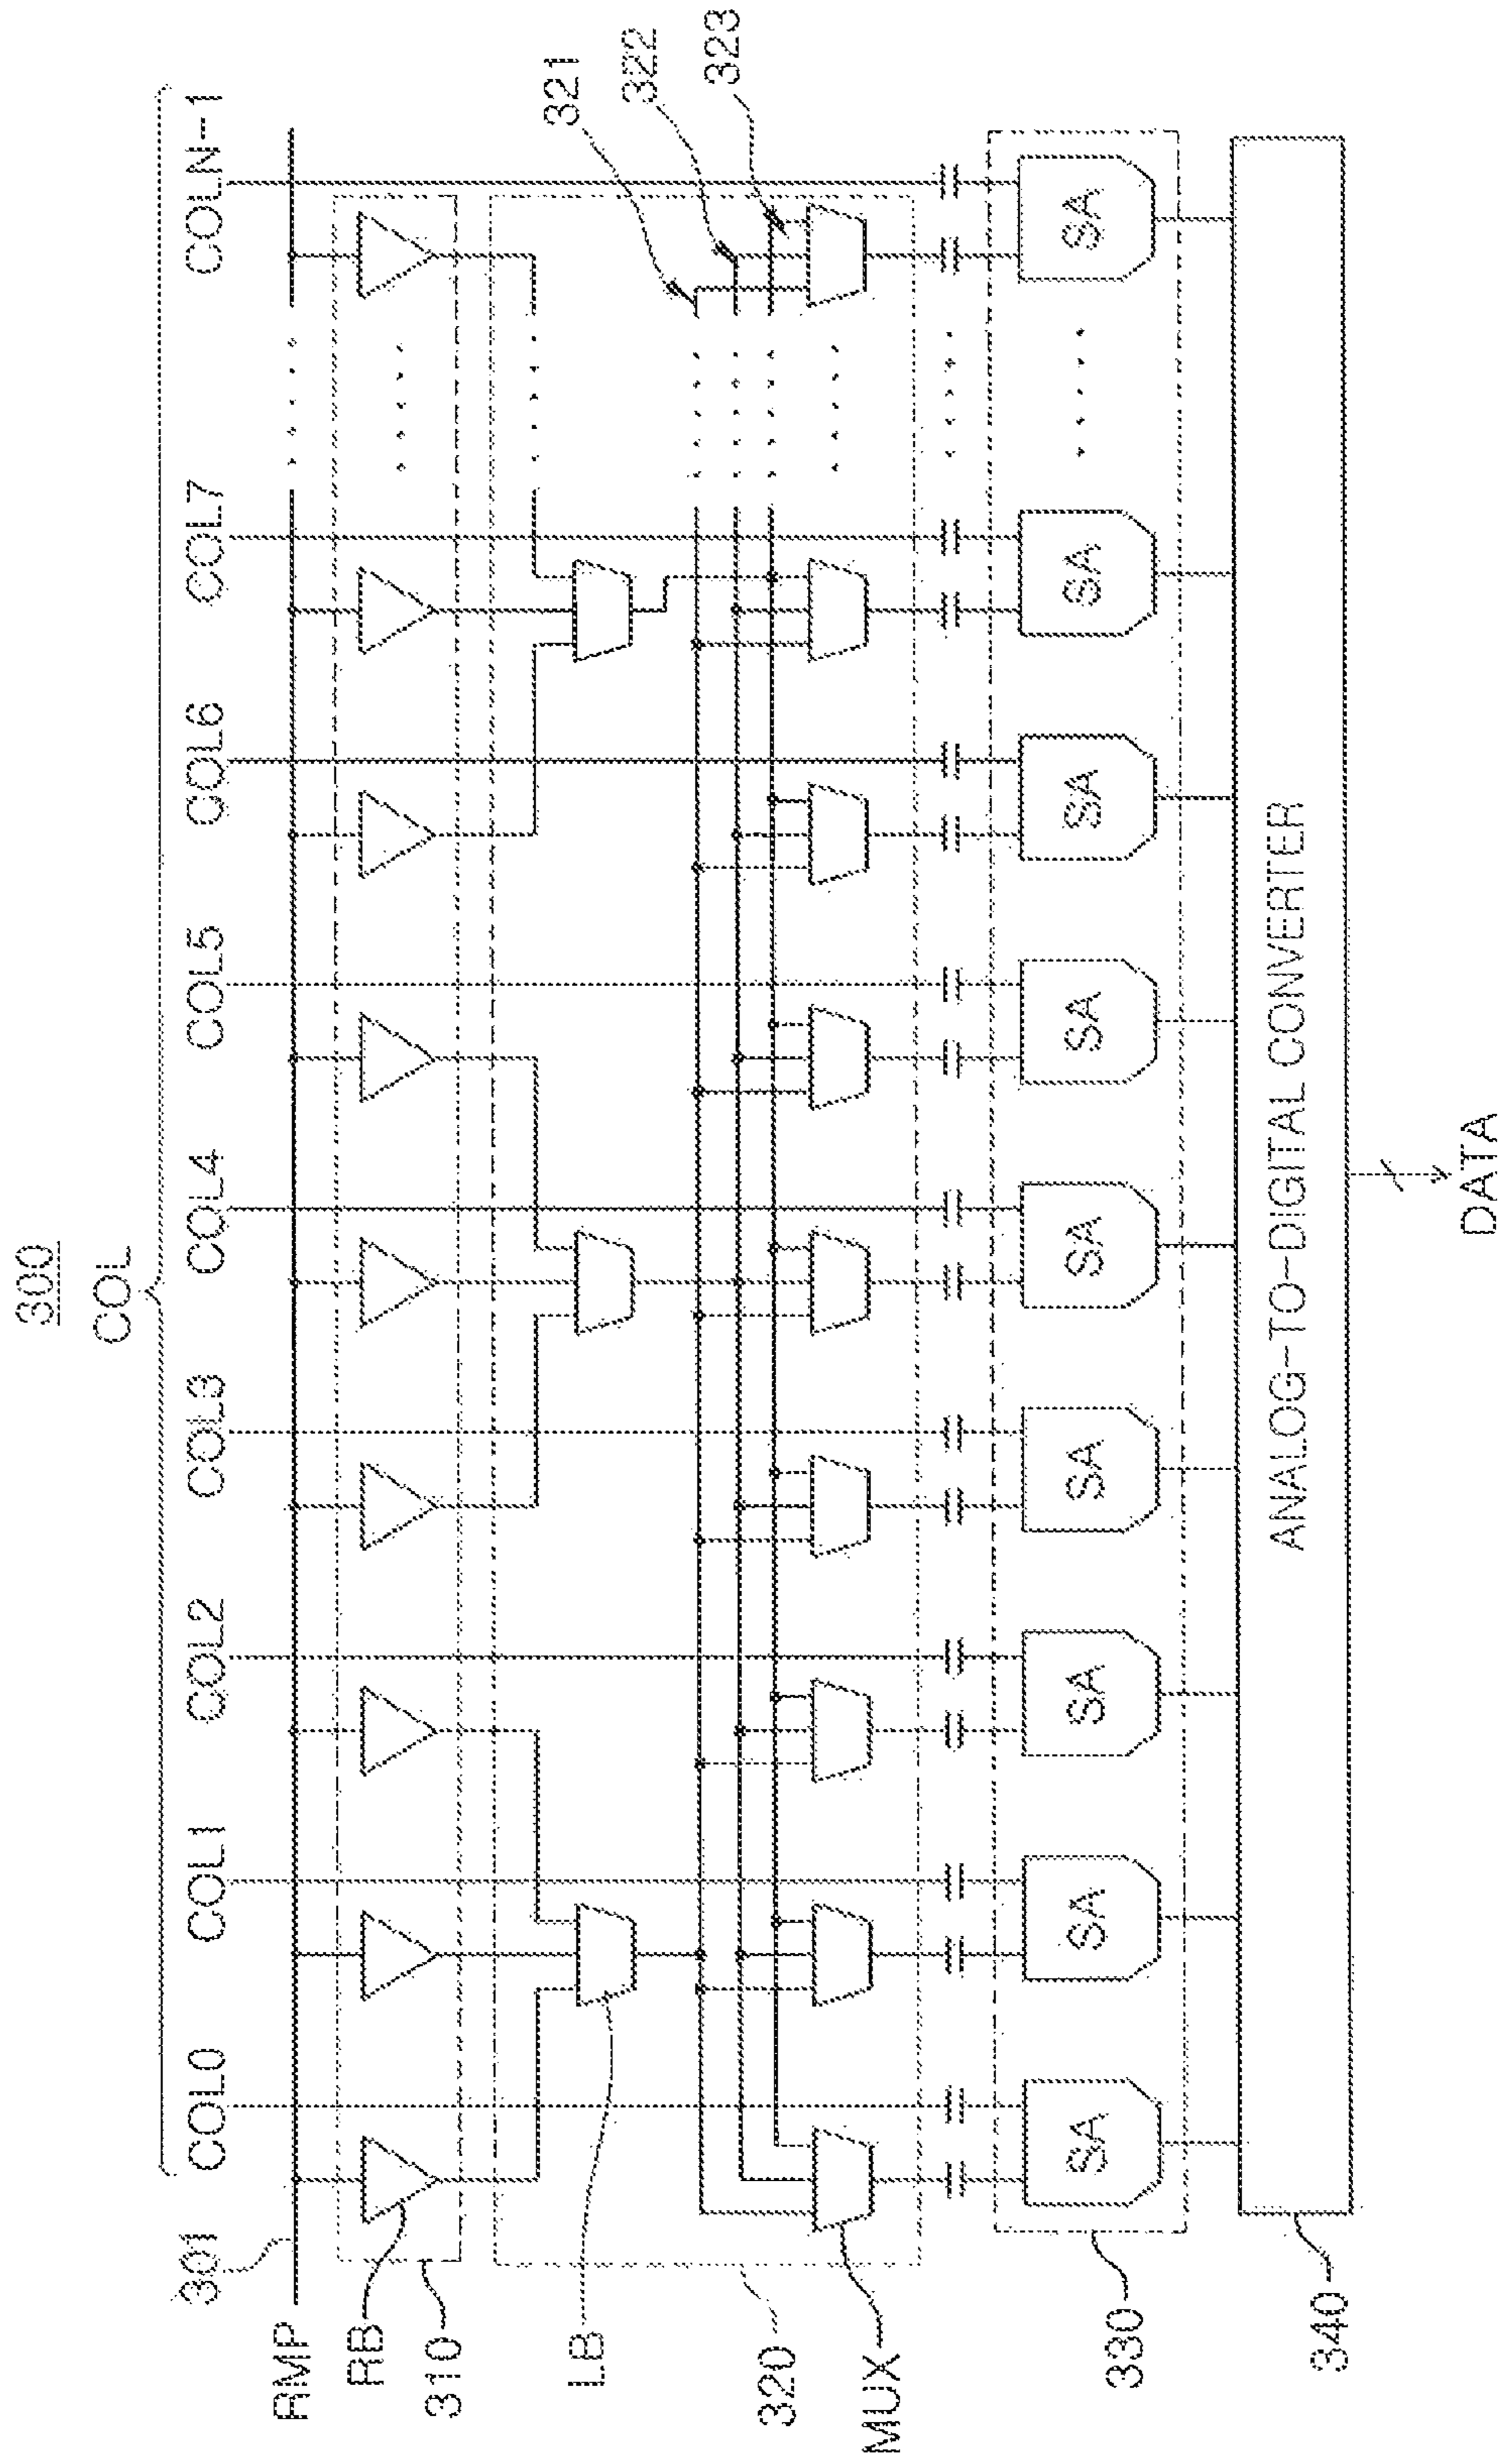 300
COL
COL0 COL1 COL2 COL3 COL4 COL5 COL6 COL7 COLN-1
301
RMP
RB
310
321
322
323
LB
320
MUX
SA SA SA SA SA SA SA SA SA
330
ANALOG-TO-DIGITAL CONVERTER
340
DATA